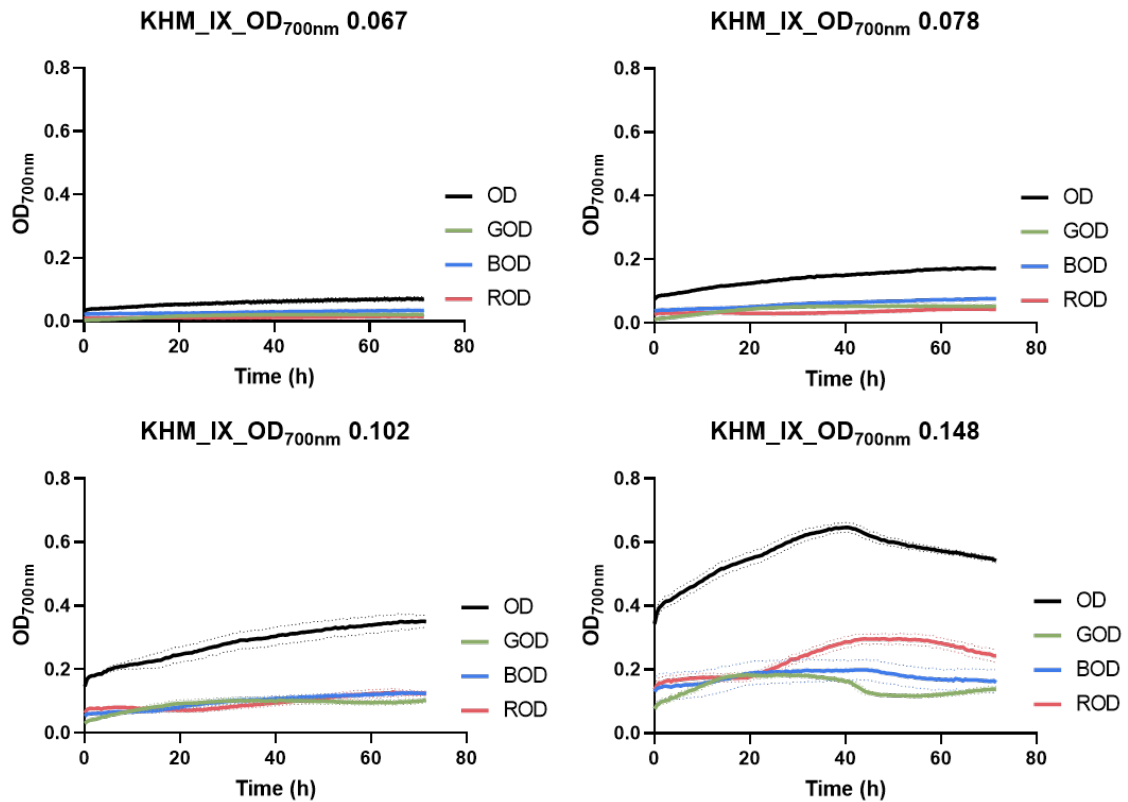 KHM_IX_OD700nm 0.067
0.8
0.6
0.4
0.2
0.0
OD700nm
0
20
40
60
80
Time (h)
OD
GOD
BOD
ROD
KHM_IX_OD700nm 0.078
0.8
0.6
0.4
0.2
0.0
OD700nm
0
20
40
60
80
Time (h)
OD
GOD
BOD
ROD
KHM_IX_OD700nm 0.102
0.8
0.6
0.4
0.2
0.0
OD700nm
0
20
40
60
80
Time (h)
OD
GOD
BOD
ROD
KHM_IX_OD700nm 0.148
0.8
0.6
0.4
0.2
0.0
OD700nm
0
20
40
60
80
Time (h)
OD
GOD
BOD
ROD